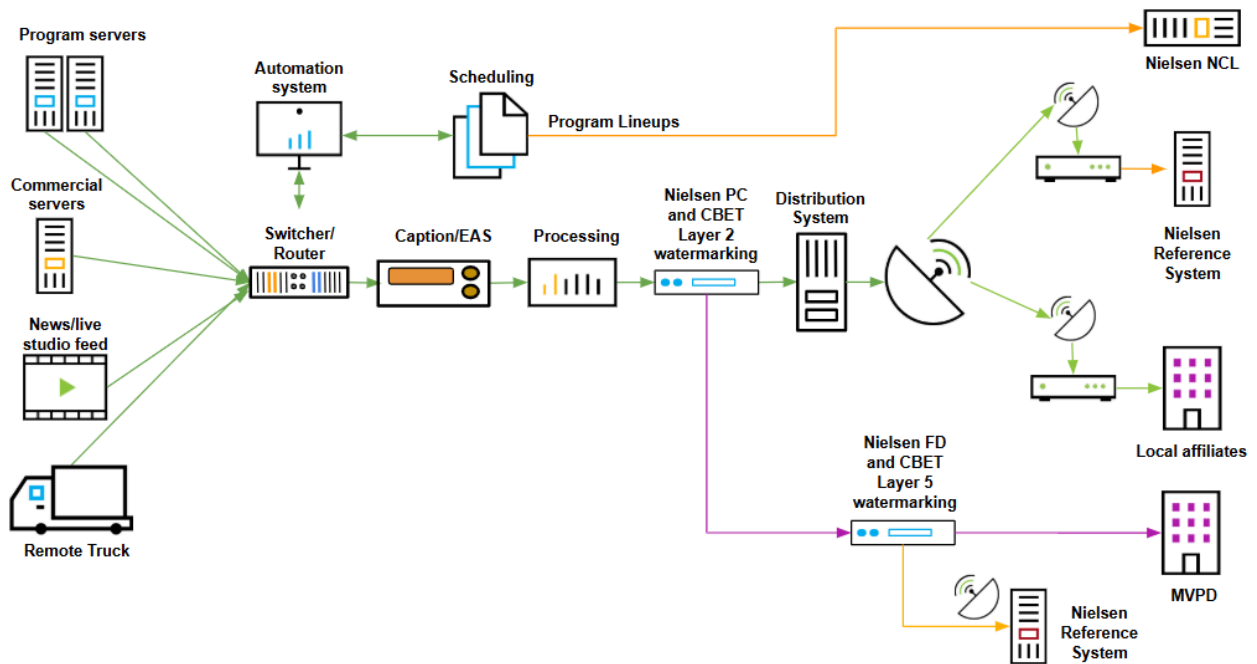 Program servers
Automation
system
Scheduling
Nielsen NCL
Program Lineups
Commercial
servers
Switcher/
Router
Caption/EAS
Processing
Nielsen PC
and CBET
Layer 2
watermarking
Distribution
System
Nielsen
Reference
System
News/live
studio feed
Local affiliates
Nielsen FD
and CBET
Layer 5
watermarking
Remote Truck
MVPD
Nielsen
Reference
System